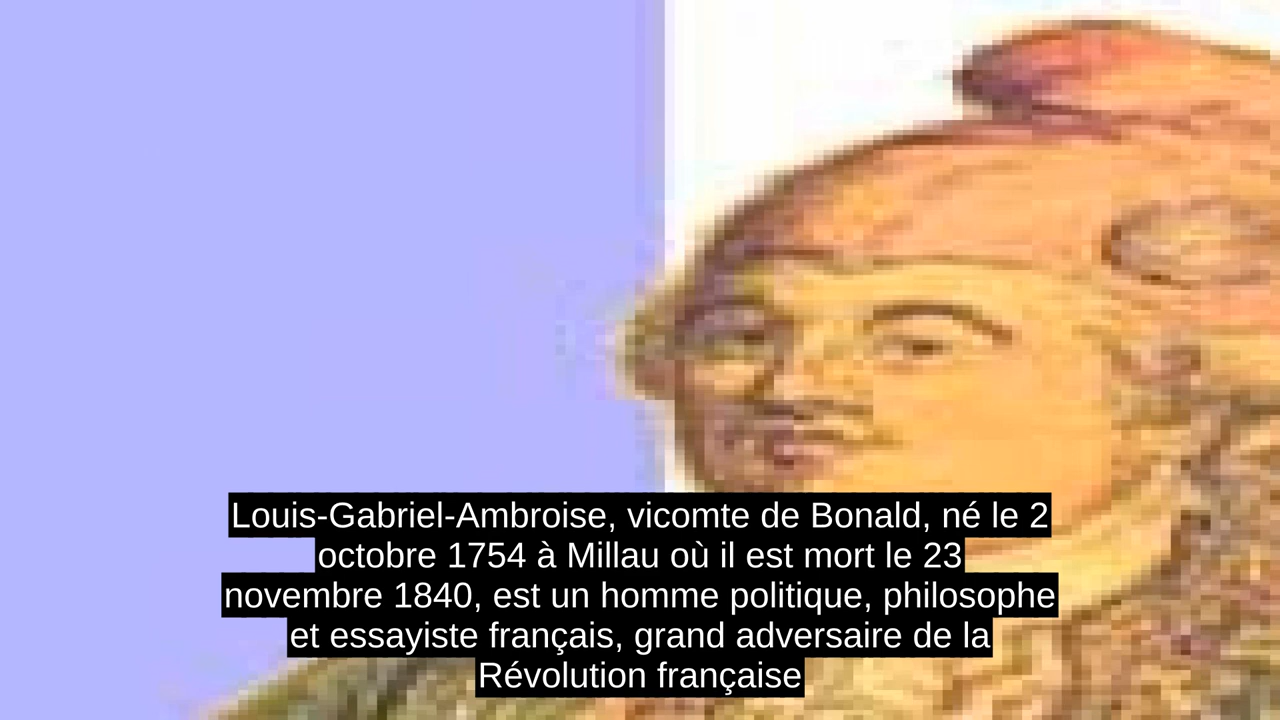 Louis-Gabriel-Ambroise, vicomte de Bonald, né le 2
octobre 1754 à Millau où il est mort le 23
novembre 1840, est un homme politique, philosophe
et essayiste français, grand adversaire de la
Révolution française